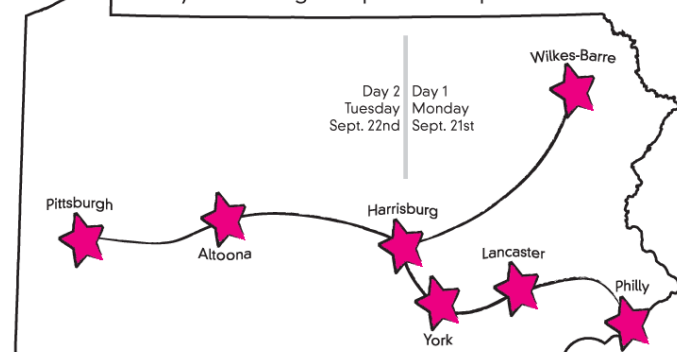 Wilkes-Barre
Day 2
Tuesday
Sept. 22nd
Day 1
Monday
Sept. 21st
Pittsburgh
Altoona
Harrisburg
Lancaster
York
Philly